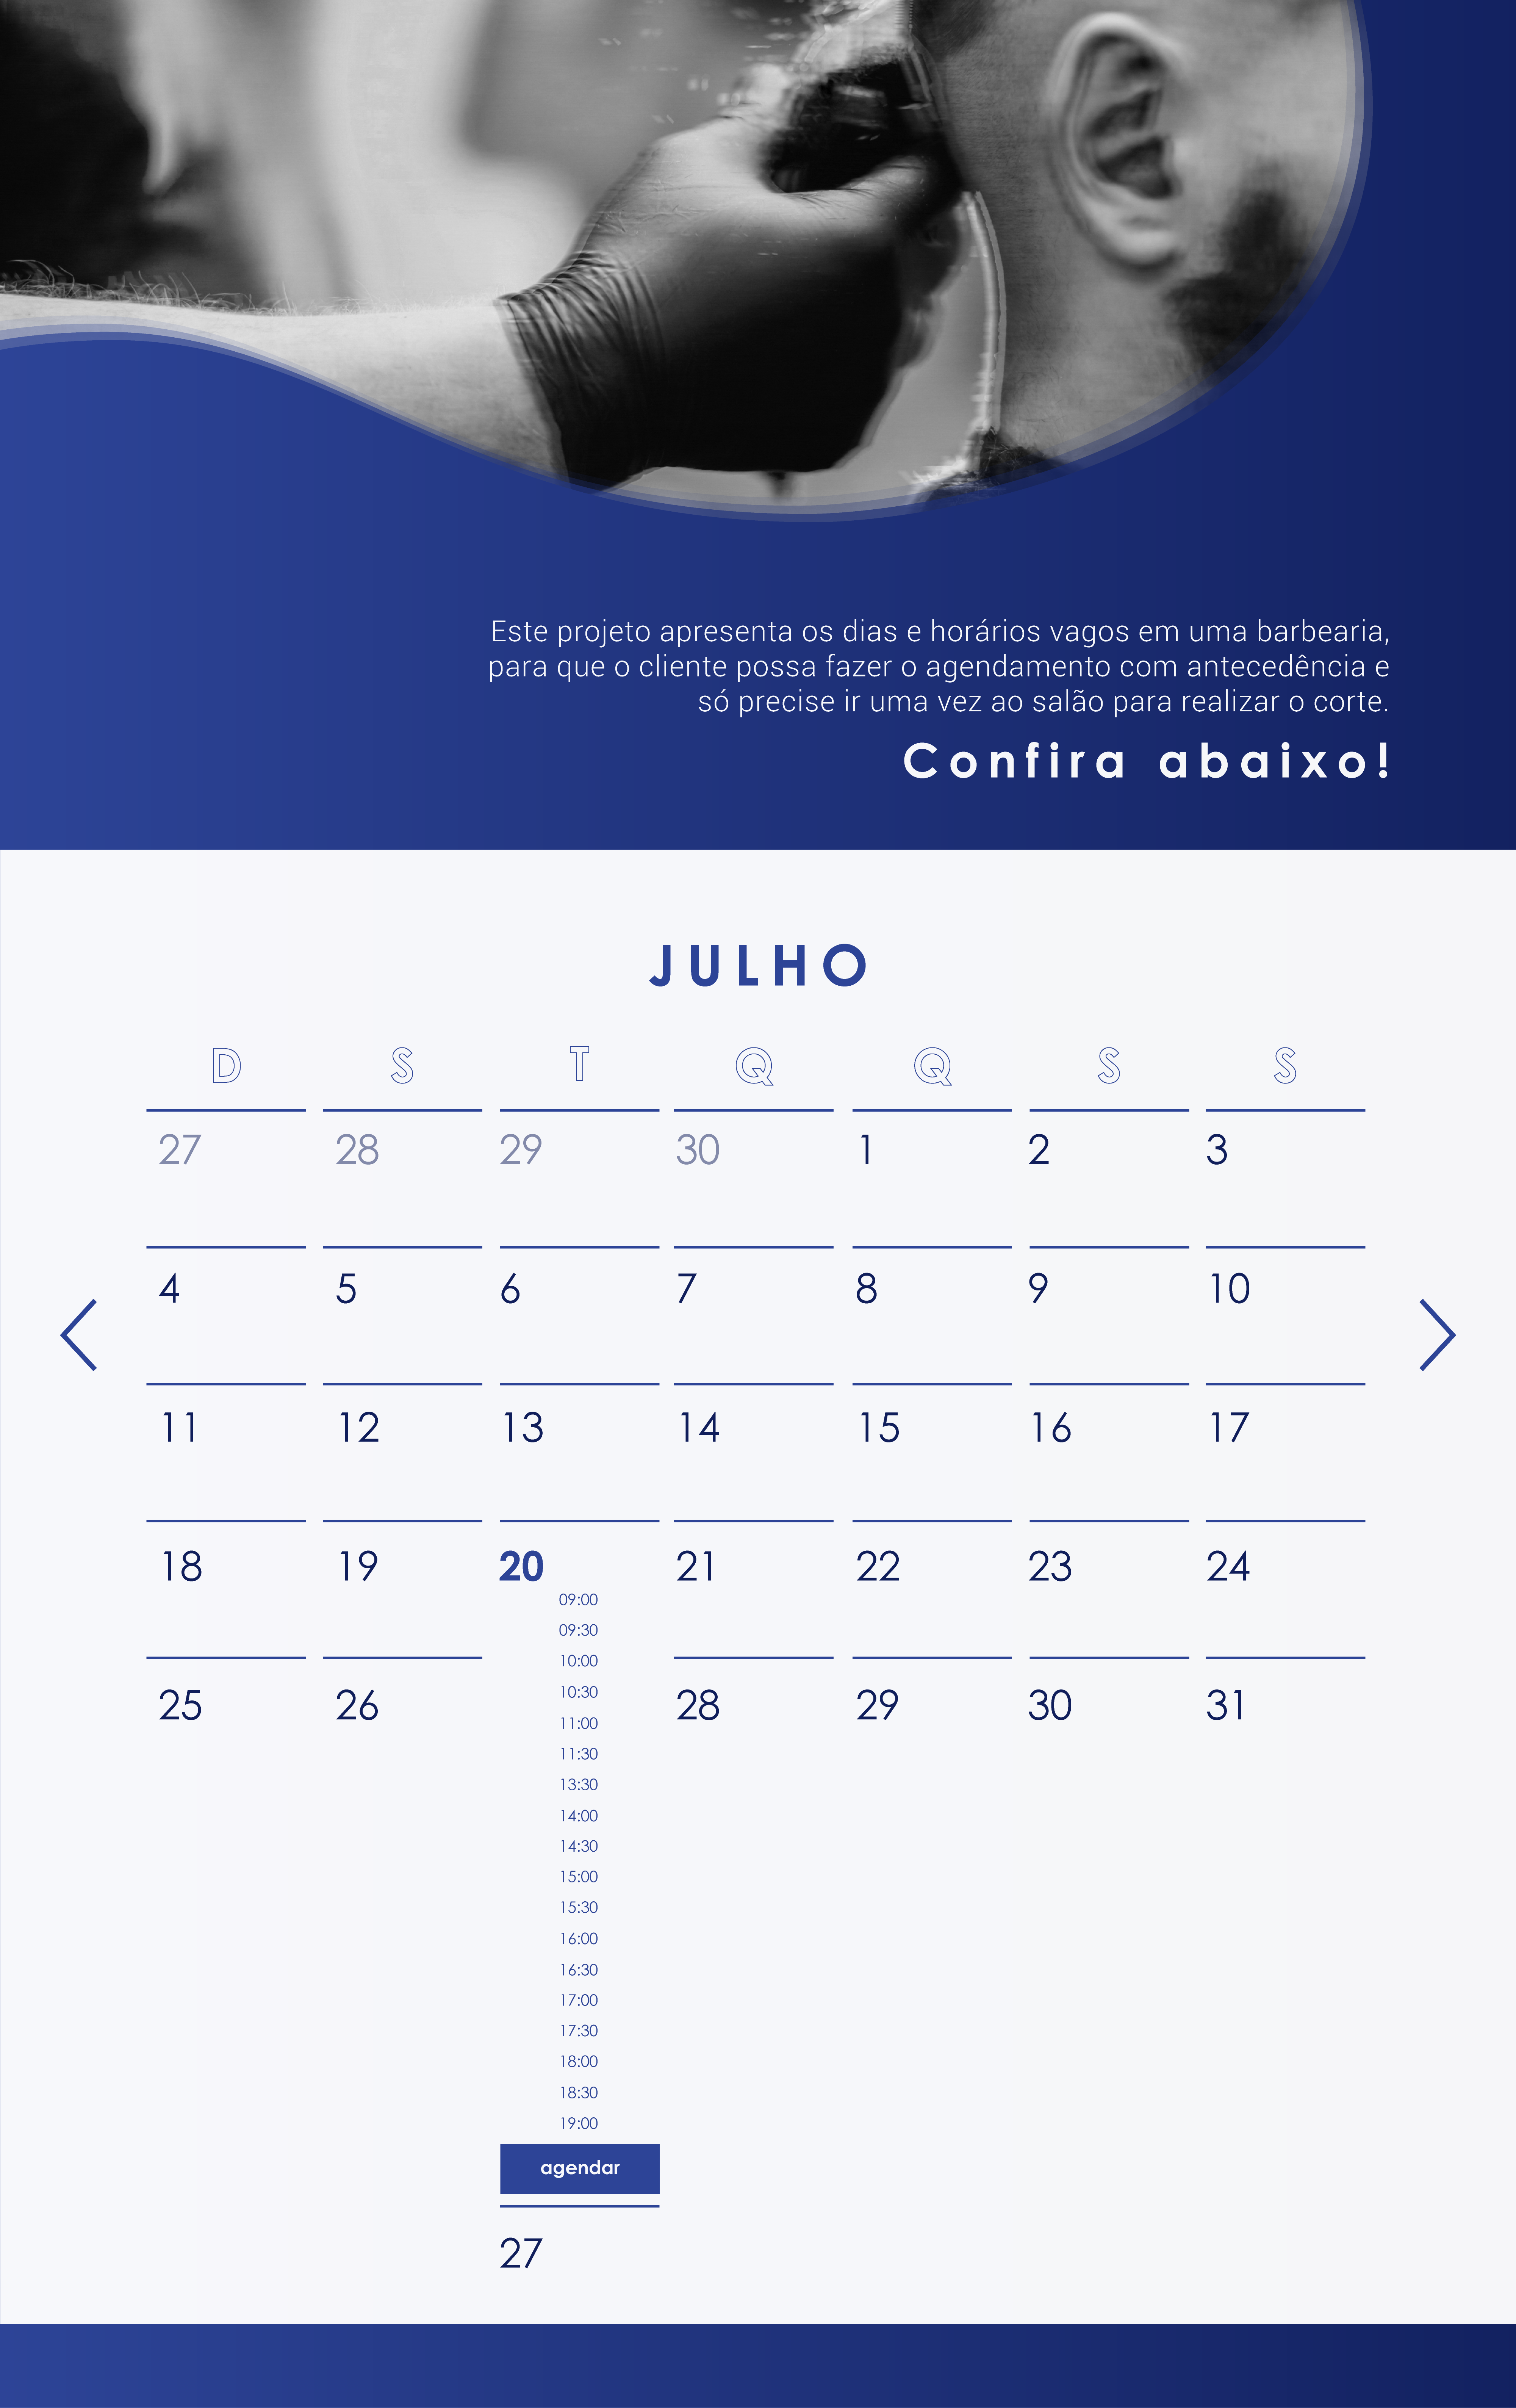 Este projeto apresenta os dias e horários vagos em uma barbearia,
para que o cliente possa fazer o agendamento com antecedência e
só precise ir uma vez ao salão para realizar o corte.
Confira abaixo!
JULHO
D S T Q Q S S
27 28 29 30 1 2 3
4 5 6 7 8 9 10
11 12 13 14 15 16 17
18 19 20 21 22 23 24
09:00
09:30
10:00
10:30
25 26 28 29 30 31
11:00
11:30
13:30
14:00
14:30
15:00
15:30
16:00
16:30
17:00
17:30
18:00
18:30
19:00
agendar
27